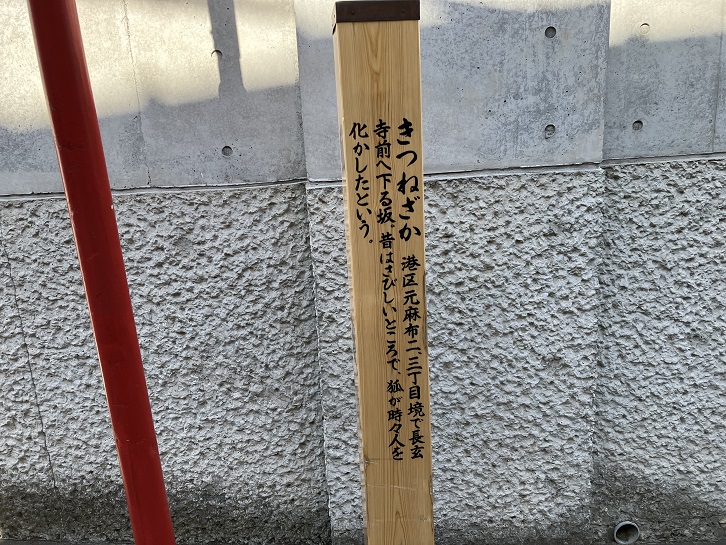 きつねざか 港区元麻布二、三丁目境で長玄
寺前へ下る坂。昔はさびしいところで、狐が時々人を
化かしたという。